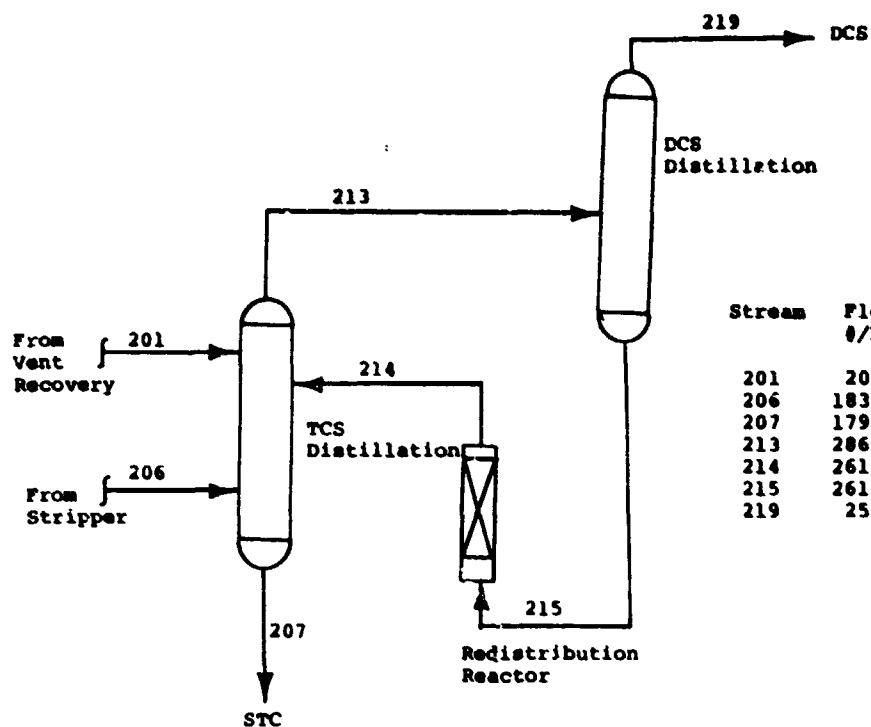 219
DCS
DCS
Distillation
213
From
Vent
Recovery
201
214
TCS
Distillation
206
From
Stripper
215
207
Redistribution
Reactor
STC
Stream
201 20
206 183
207 179
213 286
214 261
215 261
219 25